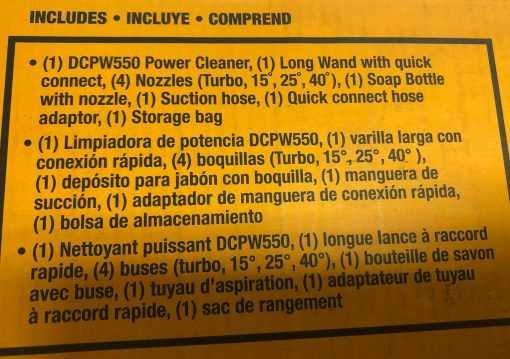 INCLUDES • INCLUYE • COMPREND
• (1) DCPW550 Power Cleaner, (1) Long Wand with quick
connect, (4) Nozzles (Turbo, 15°, 25°, 40°), (1) Soap Bottle
with nozzle, (1) Suction hose, (1) Quick connect hose
adaptor, (1) Storage bag
• (1) Limpiadora de potencia DCPW550, (1) varilla larga con
conexión rápida, (4) boquillas (Turbo, 15°, 25°, 40° ),
(1) depósito para jabón con boquilla, (1) manguera de
succión, (1) adaptador de manguera de conexión rápida,
(1) bolsa de almacenamiento
• (1) Nettoyant puissant DCPW550, (1) longue lance à raccord
rapide, (4) buses (turbo, 15°, 25°, 40°), (1) bouteille de savon
avec buse, (1) tuyau d'aspiration, (1) adaptateur de tuyau
à raccord rapide, (1) sac de rangement